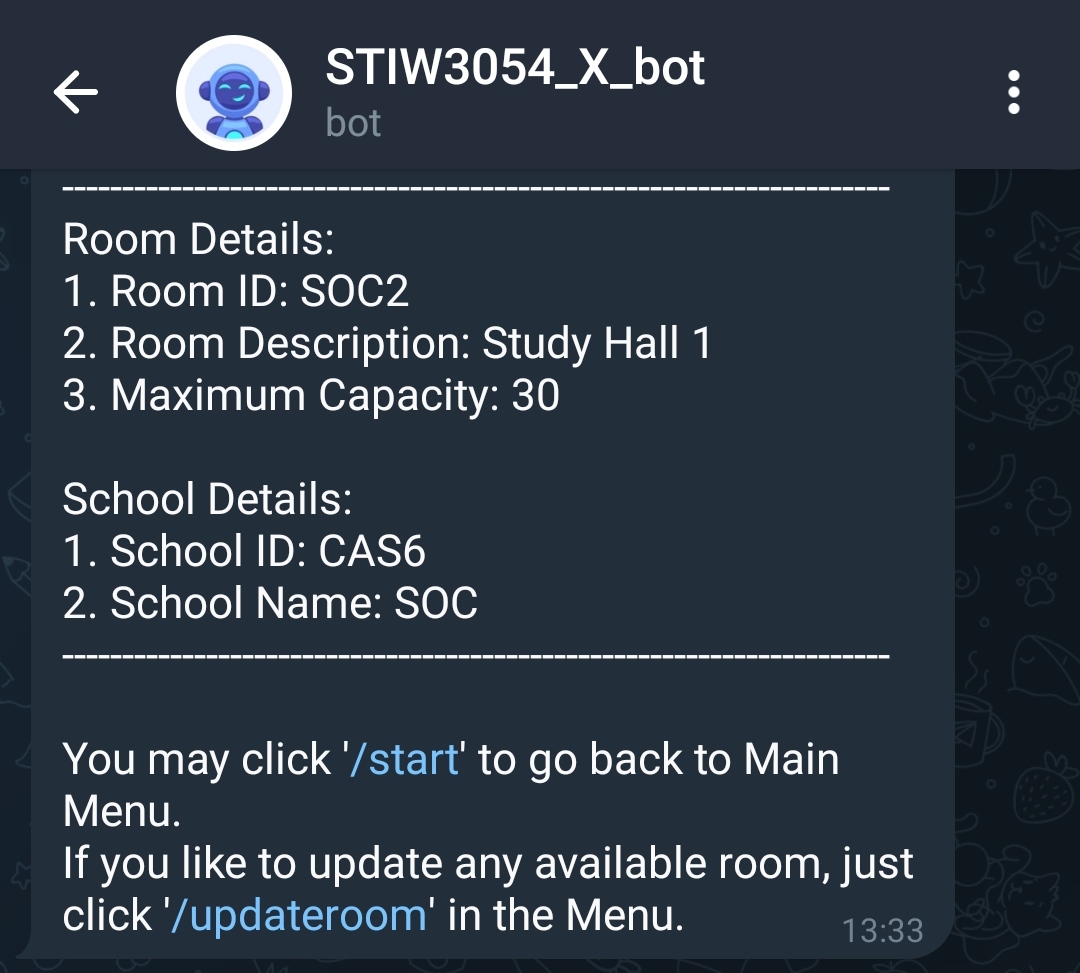 STIW3054_X_bot
bot
---------------------------------------------------------------------
Room Details:
1. Room ID: SOC2
2. Room Description: Study Hall 1
3. Maximum Capacity: 30
School Details:
1. School ID: CAS6
2. School Name: SOC
---------------------------------------------------------------------
You may click '/start' to go back to Main
Menu.
If you like to update any available room, just
click '/updateroom' in the Menu.
13:33